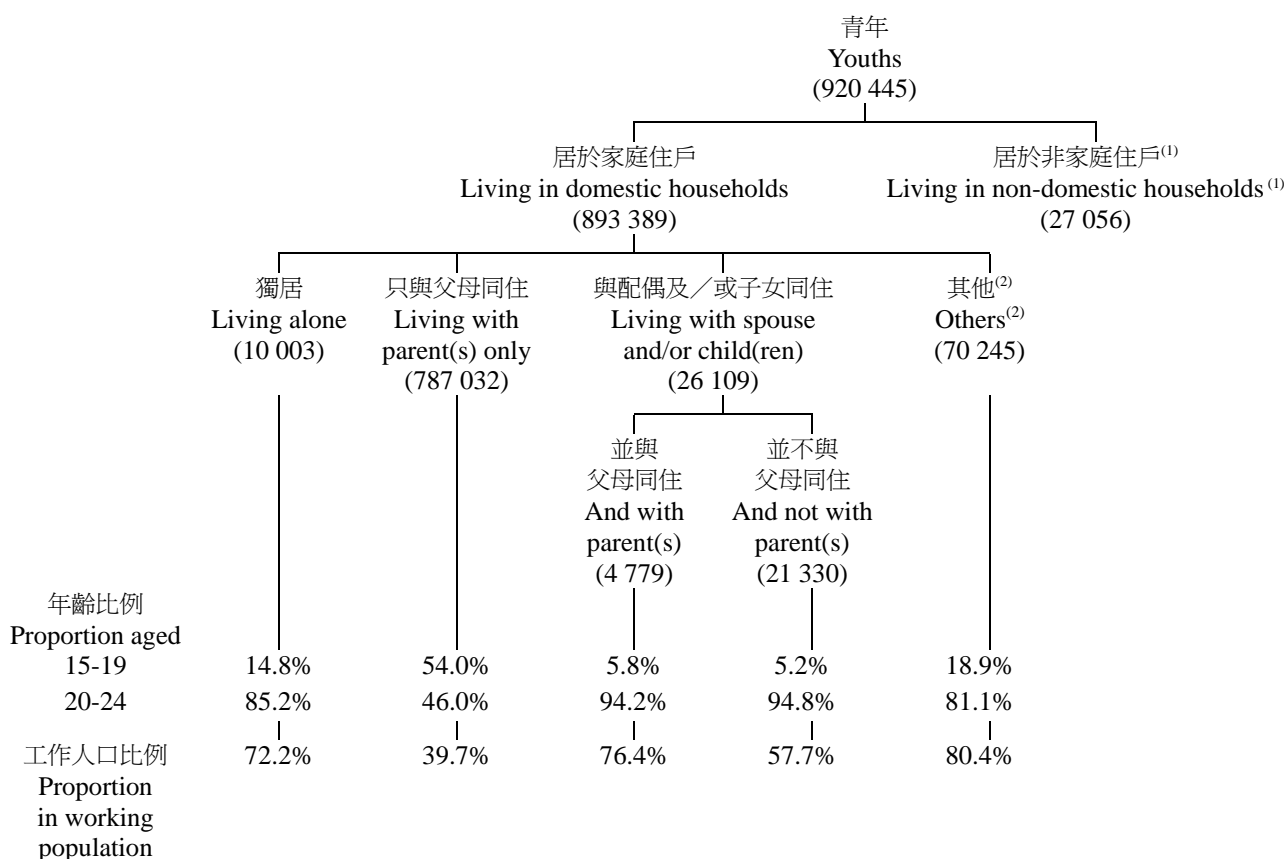 青年
Youths
(920 445)
居於家庭住戶
Living in domestic households
(893 389)
居於非家庭住戶(1)
Living in non-domestic households (1)
(27 056)
獨居
Living alone
(10 003)
只與父母同住
Living with
parent(s) only
(787 032)
與配偶及／或子女同住
Living with spouse
and/or child(ren)
(26 109)
其他(2)
Others(2)
(70 245)
並與
父母同住
And with
parent(s)
(4 779)
並不與
父母同住
And not with
parent(s)
(21 330)
年齡比例
Proportion aged
15-19 14.8% 54.0% 5.8% 5.2% 18.9%
20-24 85.2% 46.0% 94.2% 94.8% 81.1%
工作人口比例 72.2% 39.7% 76.4% 57.7% 80.4%
Proportion
in working
population